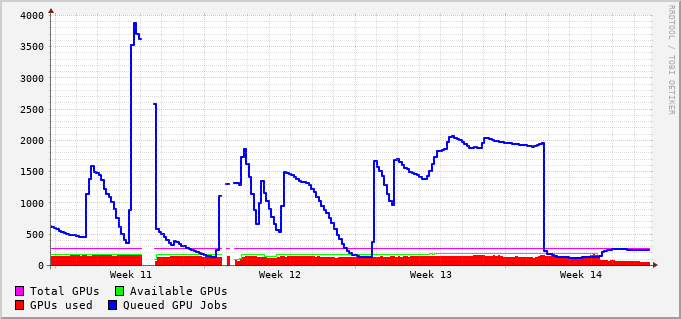 4000
3500
3000
2500
2000
1500
1000
500
0
Week 11 Week 12 Week 13 Week 14
Total GPUs Available GPUs
GPUs used Queued GPU Jobs
RRDTOOL / TOBI OETIKER